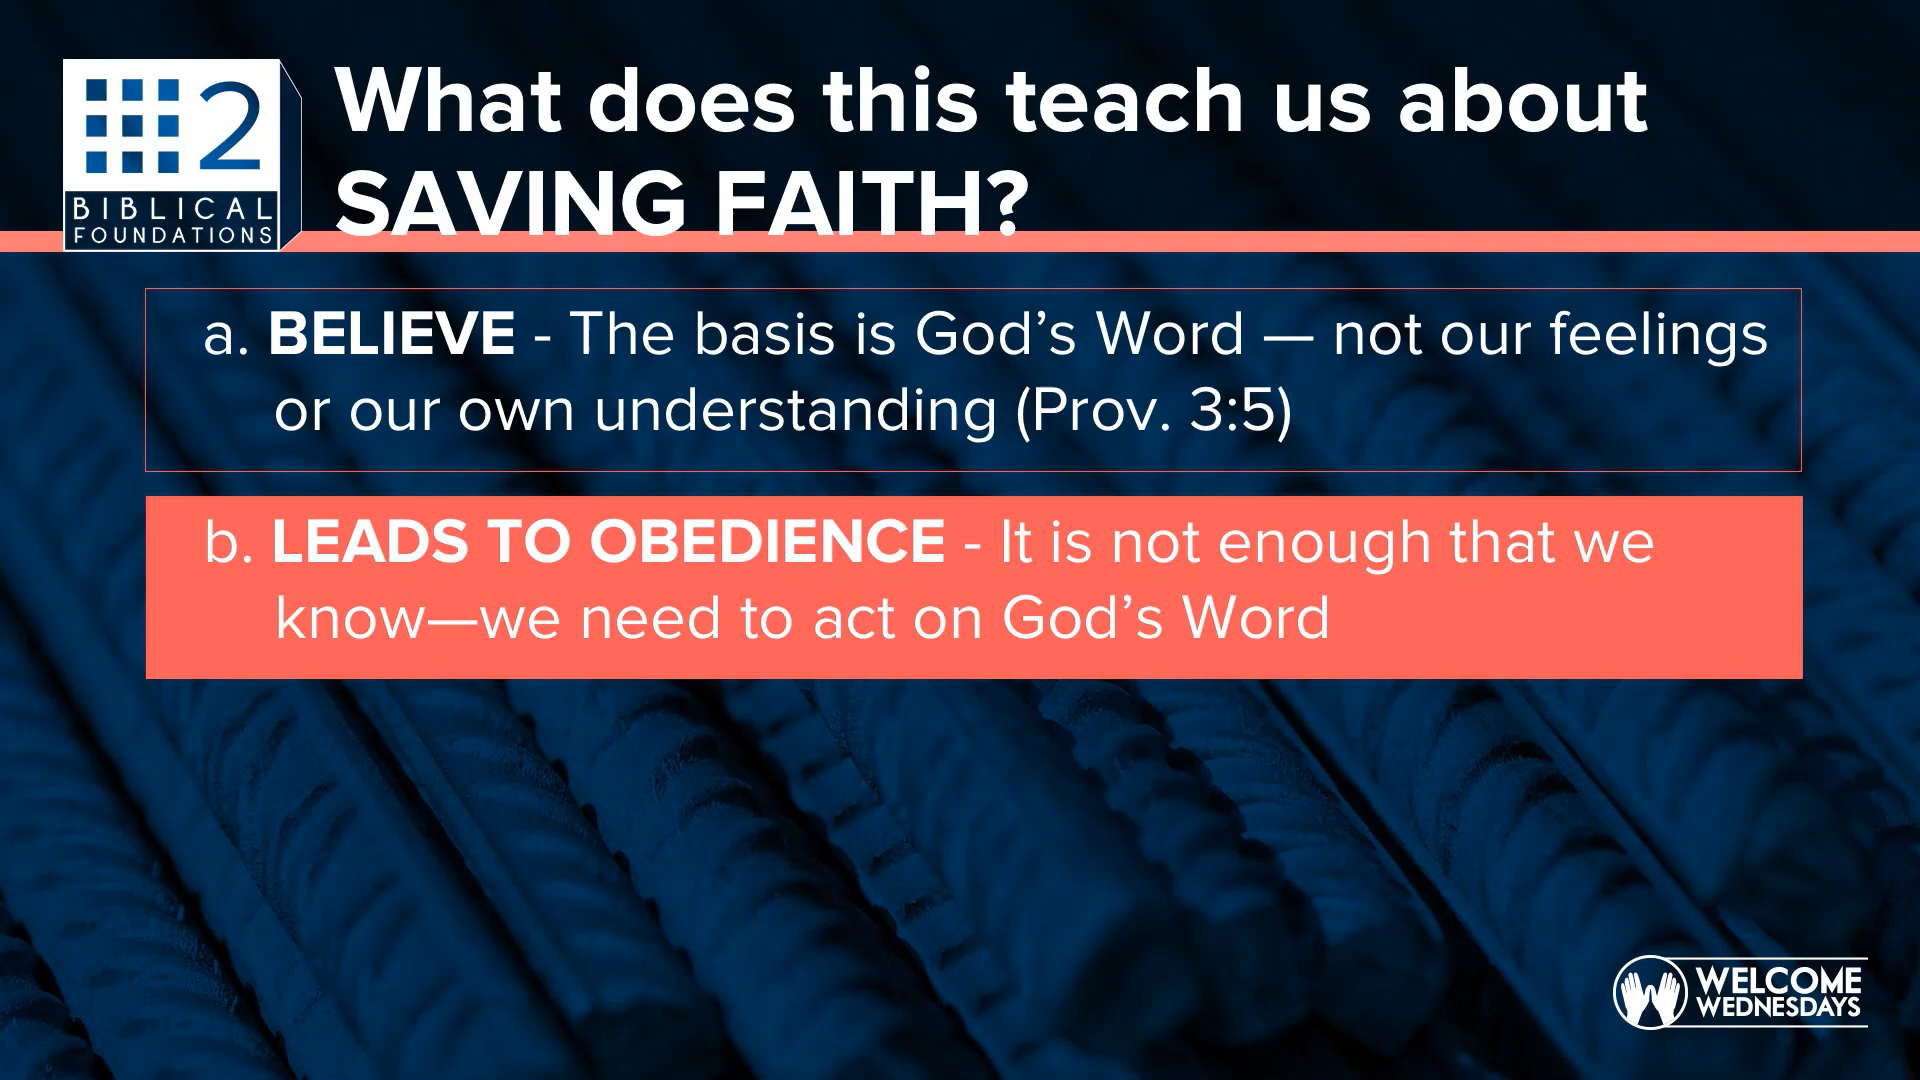 2
BIBLICAL
FOUNDATIONS
What does this teach us about
SAVING FAITH?
a. BELIEVE - The basis is God’s Word — not our feelings
or our own understanding (Prov. 3:5)
b. LEADS TO OBEDIENCE - It is not enough that we
know—we need to act on God’s Word
WELCOME
WEDNESDAYS